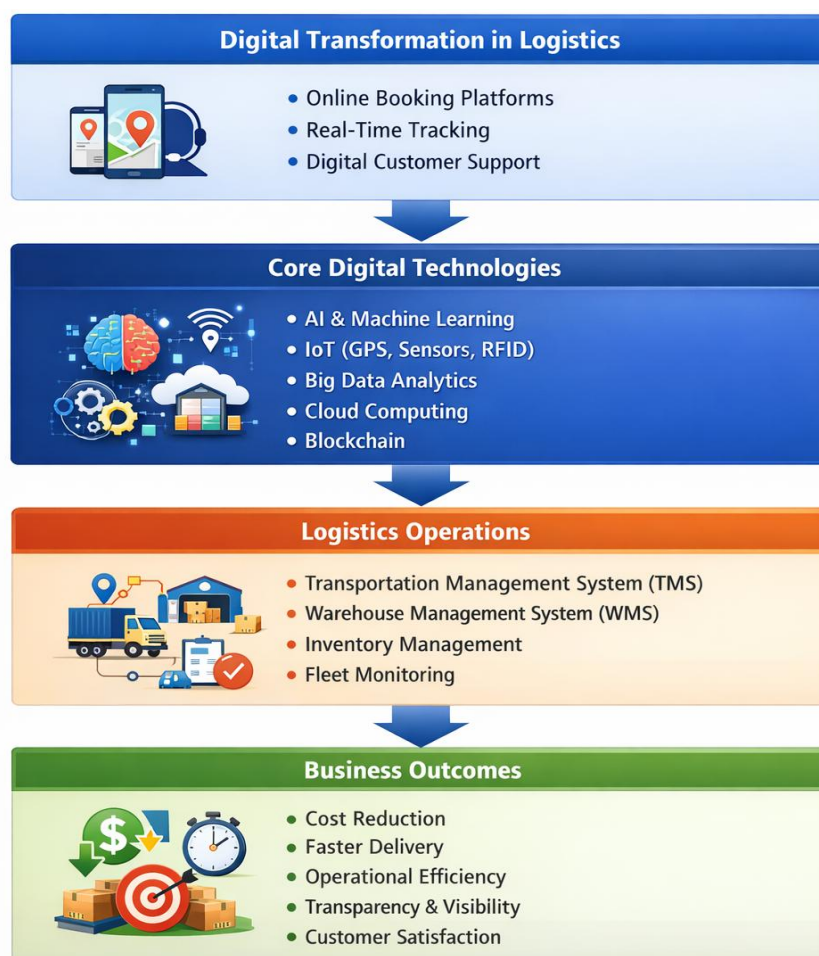 Digital Transformation in Logistics
• Online Booking Platforms
• Real-Time Tracking
• Digital Customer Support
Core Digital Technologies
• AI & Machine Learning
• IoT (GPS, Sensors, RFID)
• Big Data Analytics
• Cloud Computing
• Blockchain
Logistics Operations
• Transportation Management System (TMS)
• Warehouse Management System (WMS)
• Inventory Management
• Fleet Monitoring
Business Outcomes
$
• Cost Reduction
• Faster Delivery
• Operational Efficiency
• Transparency & Visibility
• Customer Satisfaction